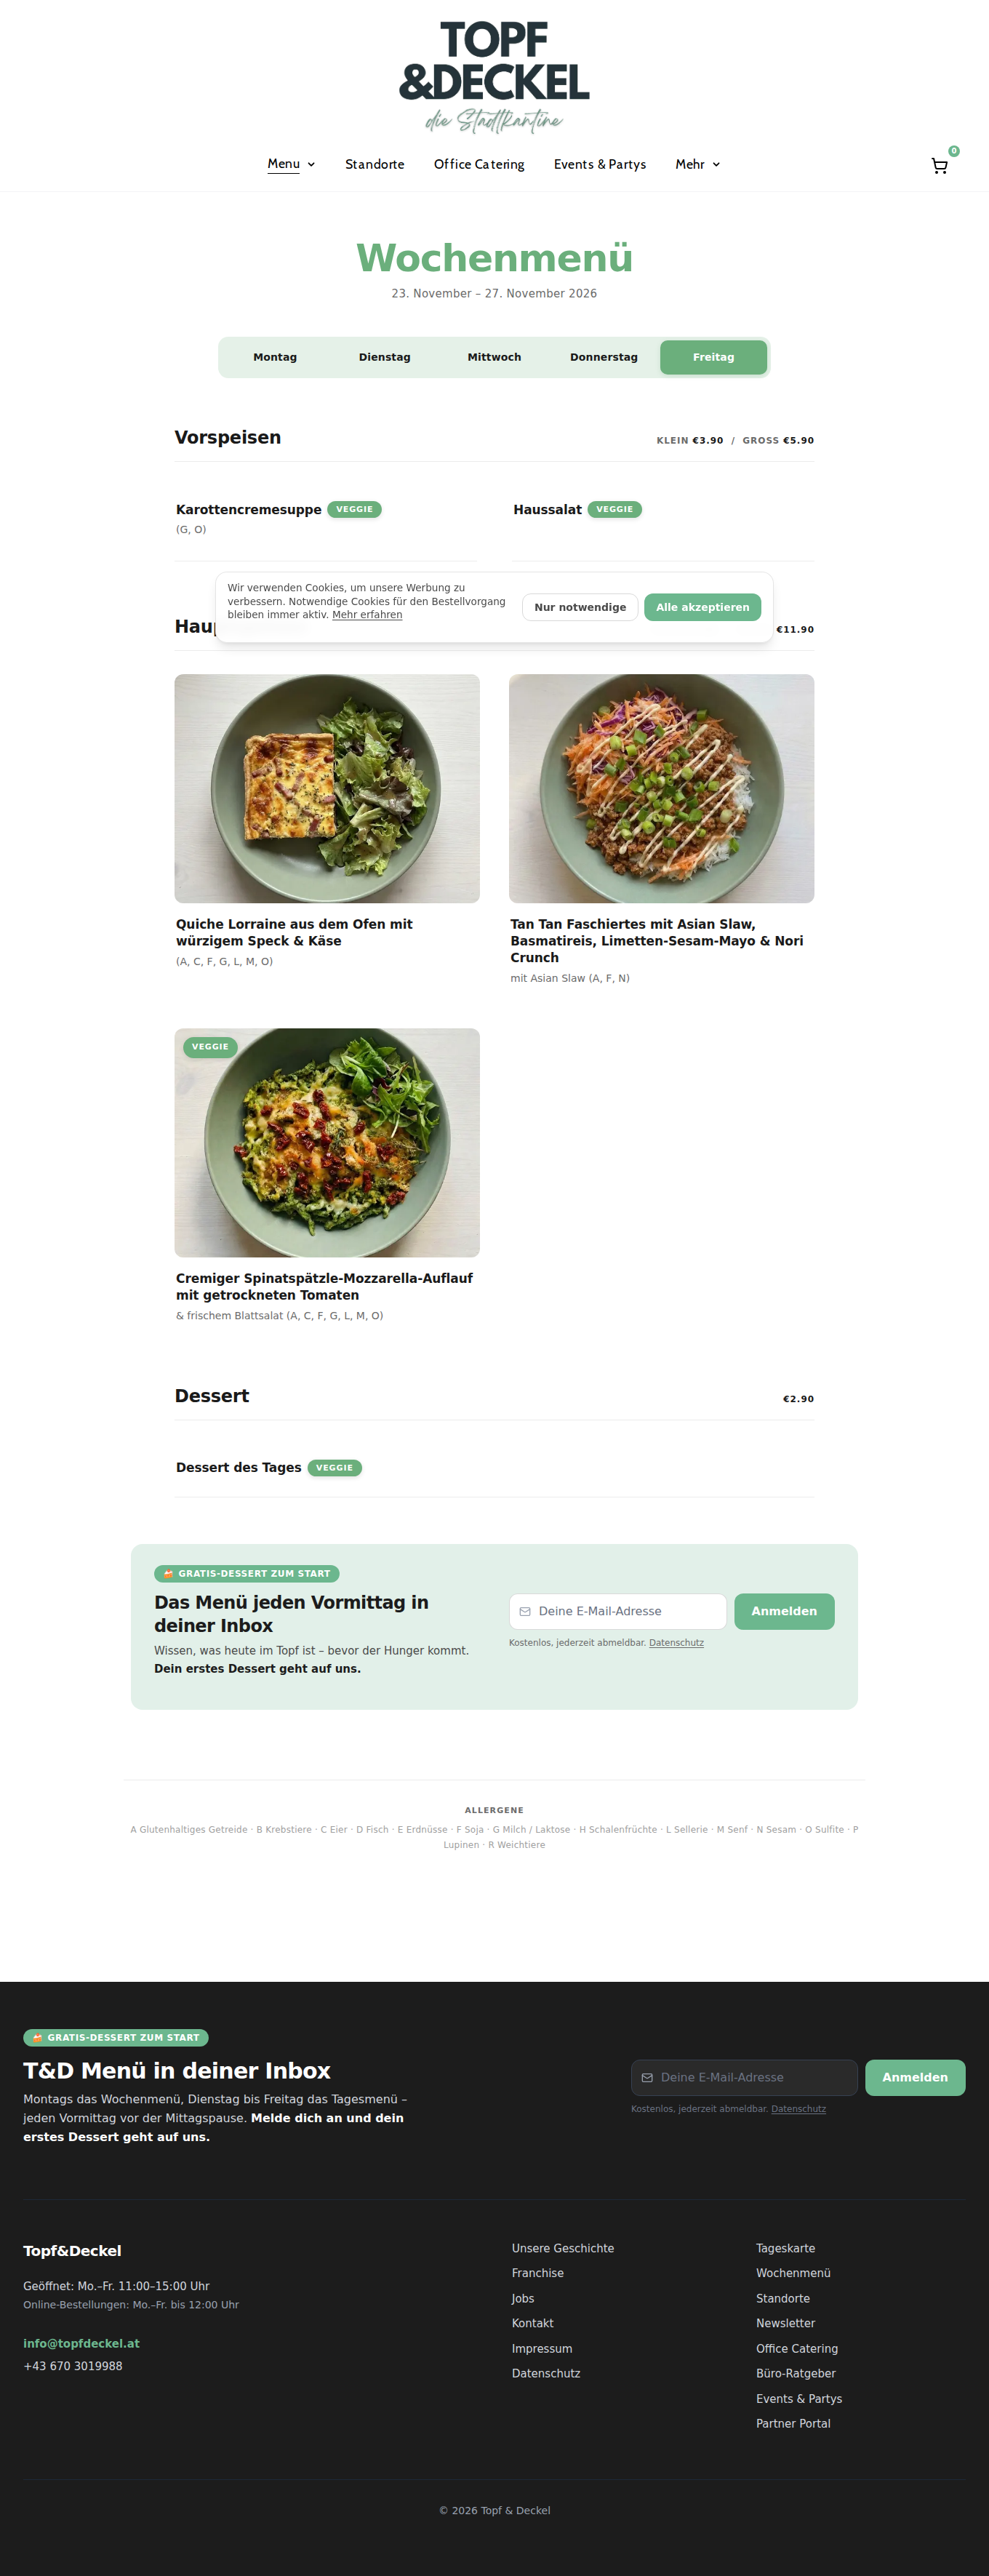 TOPF
&DECKEL
die Stadtkantine
Menu
Standorte
Office Catering
Events & Partys
Mehr
0
Wochenmenü
23. November – 27. November 2026
Montag
Dienstag
Mittwoch
Donnerstag
Freitag
Vorspeisen
KLEIN €3.90 / GROSS €5.90
Karottencremesuppe VEGGIE
(G, O)
Haussalat VEGGIE
Wir verwenden Cookies, um unsere Werbung zu
verbessern. Notwendige Cookies für den Bestellvorgang
bleiben immer aktiv. Mehr erfahren
Nur notwendige
Alle akzeptieren
€11.90
Quiche Lorraine aus dem Ofen mit
würzigem Speck & Käse
(A, C, F, G, L, M, O)
Tan Tan Faschiertes mit Asian Slaw,
Basmatireis, Limetten-Sesam-Mayo & Nori
Crunch
mit Asian Slaw (A, F, N)
VEGGIE
Cremiger Spinatspätzle-Mozzarella-Auflauf
mit getrockneten Tomaten
& frischem Blattsalat (A, C, F, G, L, M, O)
Dessert
€2.90
Dessert des Tages VEGGIE
GRATIS-DESSERT ZUM START
Das Menü jeden Vormittag in
deiner Inbox
Wissen, was heute im Topf ist – bevor der Hunger kommt.
Dein erstes Dessert geht auf uns.
Deine E-Mail-Adresse
Anmelden
Kostenlos, jederzeit abmeldbar. Datenschutz
ALLERGENE
A Glutenhaltiges Getreide · B Krebstiere · C Eier · D Fisch · E Erdnüsse · F Soja · G Milch / Laktose · H Schalenfrüchte · L Sellerie · M Senf · N Sesam · O Sulfite · P
Lupinen · R Weichtiere
GRATIS-DESSERT ZUM START
T&D Menü in deiner Inbox
Montags das Wochenmenü, Dienstag bis Freitag das Tagesmenü –
jeden Vormittag vor der Mittagspause. Melde dich an und dein
erstes Dessert geht auf uns.
Deine E-Mail-Adresse
Anmelden
Kostenlos, jederzeit abmeldbar. Datenschutz
Topf&Deckel
Geöffnet: Mo.–Fr. 11:00–15:00 Uhr
Online-Bestellungen: Mo.–Fr. bis 12:00 Uhr
info@topfdeckel.at
+43 670 3019988
Unsere Geschichte
Franchise
Jobs
Kontakt
Impressum
Datenschutz
Tageskarte
Wochenmenü
Standorte
Newsletter
Office Catering
Büro-Ratgeber
Events & Partys
Partner Portal
© 2026 Topf & Deckel